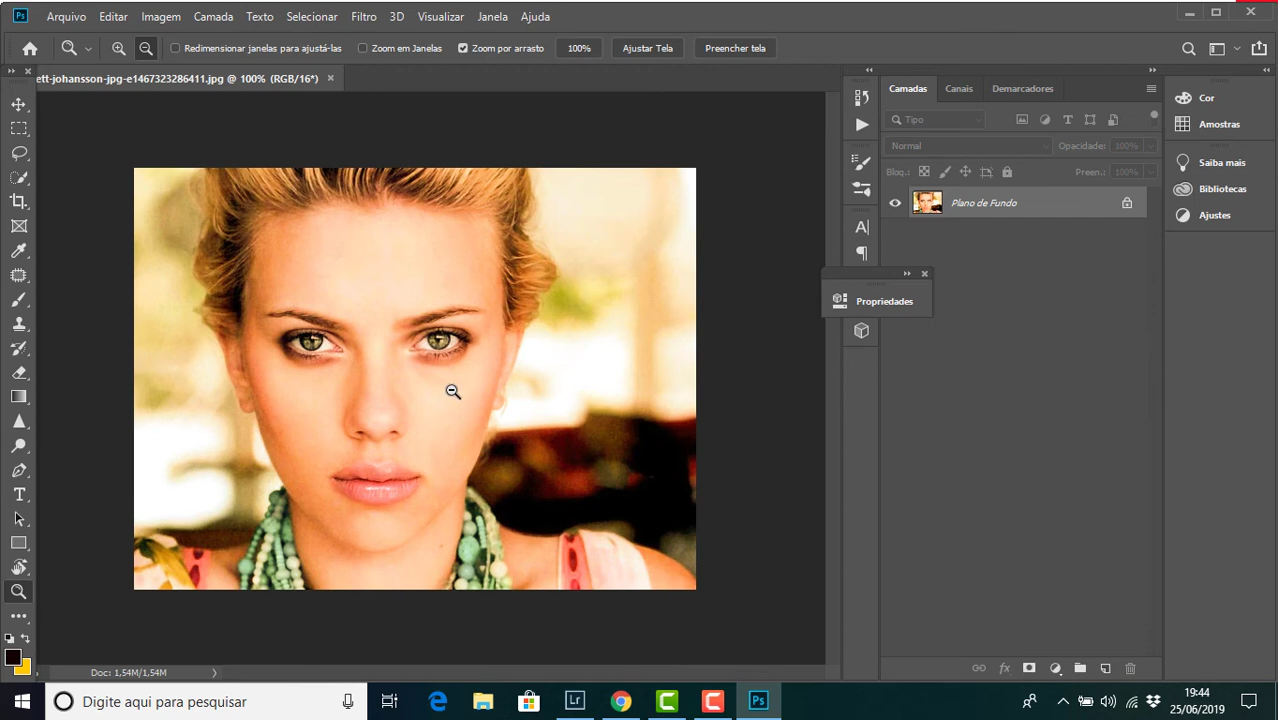 Ps Arquivo Editar Imagem Camada Texto Selecionar Filtro 3D Visualizar Janela Ajuda
Redimensionar janelas para ajustá-las Zoom em Janelas Zoom por arrasto 100% Ajustar Tela Preencher tela
ett-johansson-jpg-e1467323286411.jpg @ 100% (RGB/16*)
Camadas Canais Demarcadores
Tipo
Normal Opacidade: 100%
Bloq.: Preen.: 100%
Plano de Fundo
Cor
Amostras
Saiba mais
Bibliotecas
Ajustes
Propriedades
Doc: 1,54M/1,54M
Digite aqui para pesquisar
Lr
Ps
19:44
25/06/2019